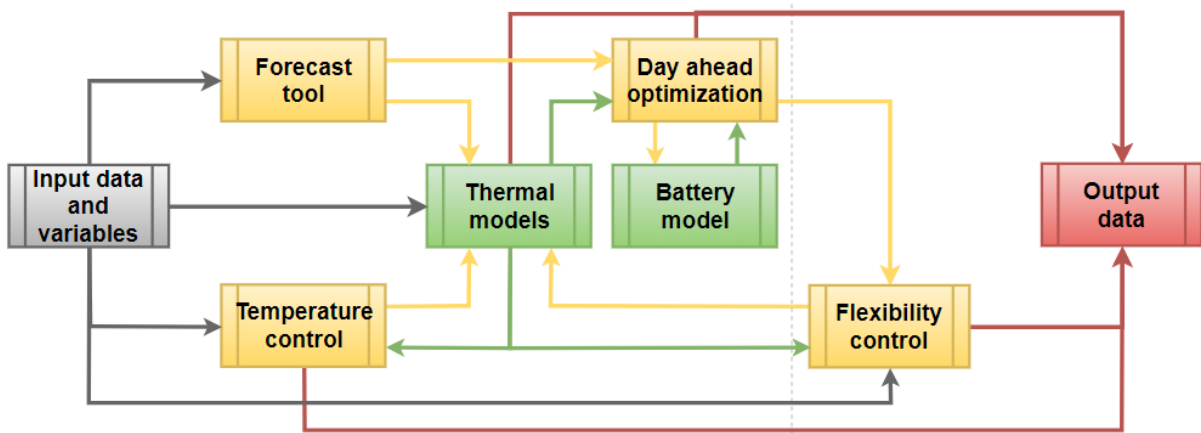 Forecast
tool
Day ahead
optimization
Input data
and
variables
Thermal
models
Battery
model
Output
data
Temperature
control
Flexibility
control